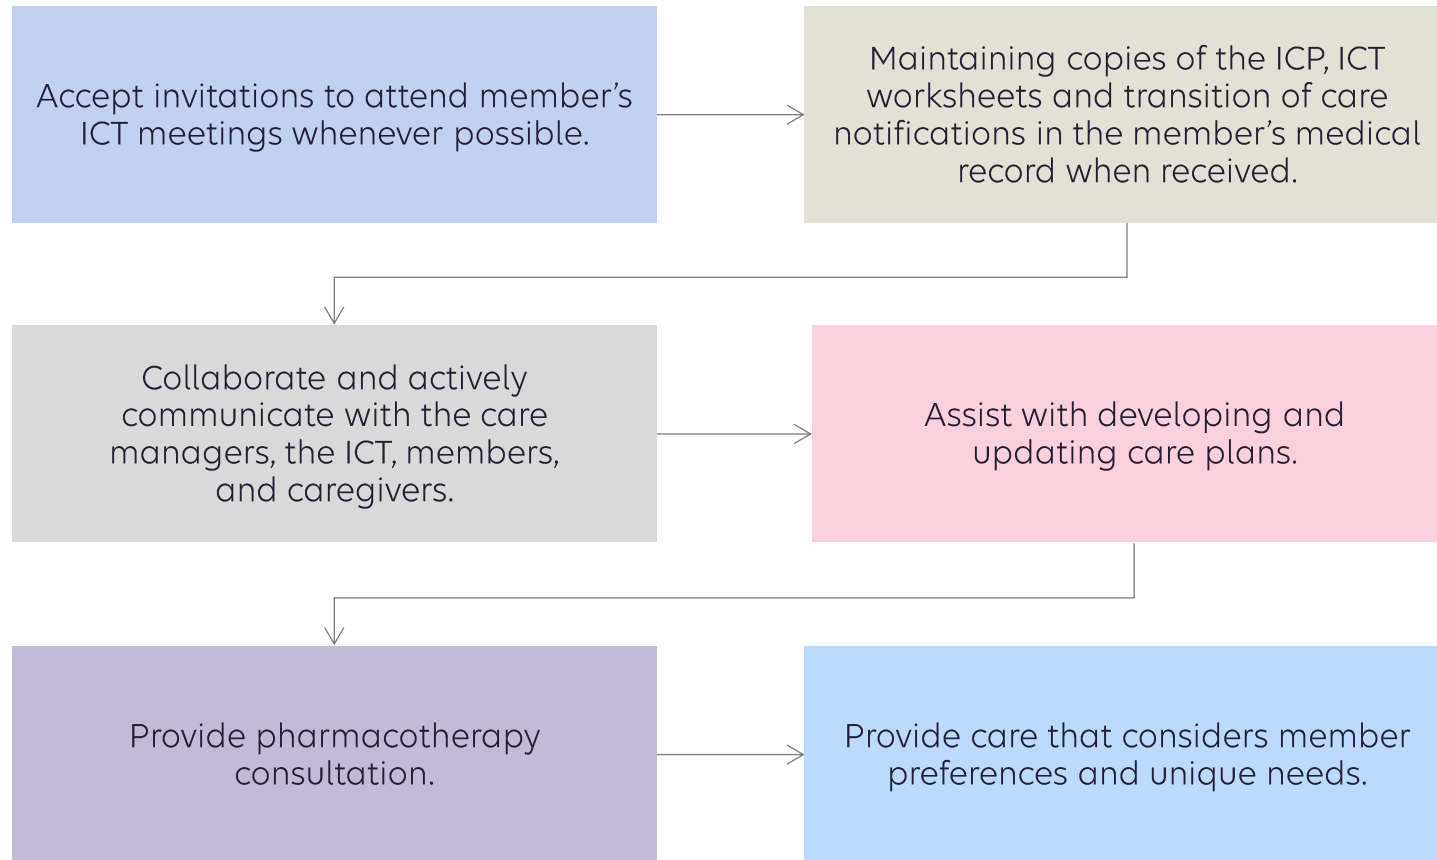 Accept invitations to attend member’s
ICT meetings whenever possible.
Maintaining copies of the ICP, ICT
worksheets and transition of care
notifications in the member’s medical
record when received.
Collaborate and actively
communicate with the care
managers, the ICT, members,
and caregivers.
Assist with developing and
updating care plans.
Provide pharmacotherapy
consultation.
Provide care that considers member
preferences and unique needs.